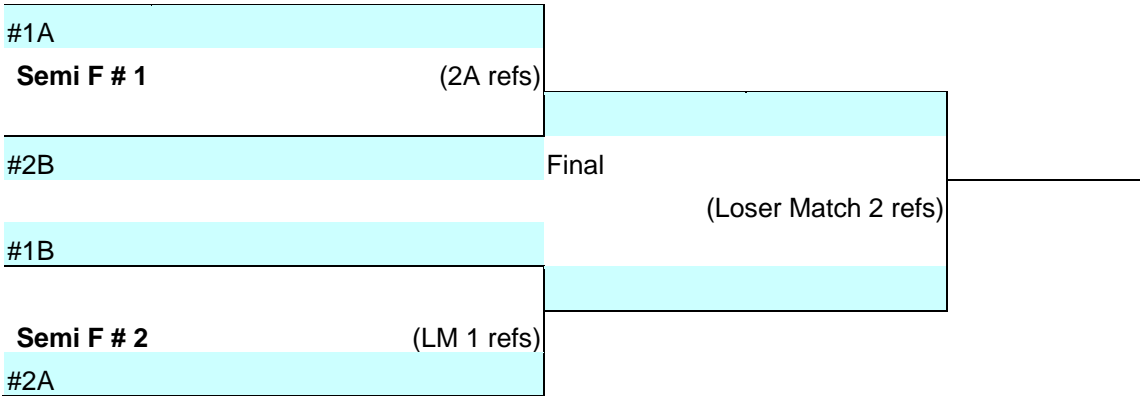 #1A
Semi F # 1 (2A refs)
#2B
Final
(Loser Match 2 refs)
#1B
Semi F # 2 (LM 1 refs)
#2A